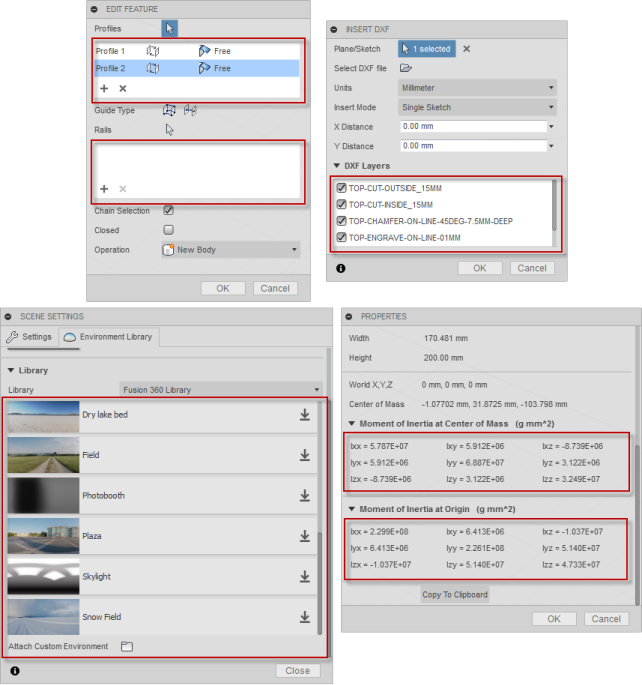 EDIT FEATURE
Profiles
Profile 1 Free
Profile 2 Free
Guide Type
Rails
Chain Selection
Closed
Operation New Body
OK Cancel
INSERT DXF
Plane/Sketch 1 selected
Select DXF file
Units Millimeter
Insert Mode Single Sketch
X Distance 0.00 mm
Y Distance 0.00 mm
DXF Layers
TOP-CUT-OUTSIDE_15MM
TOP-CUT-INSIDE_15MM
TOP-CHAMFER-ON-LINE-45DEG-7.5MM-DEEP
TOP-ENGRAVE-ON-LINE-01MM
OK Cancel
SCENE SETTINGS
Settings Environment Library
Library
Library Fusion 360 Library
Dry lake bed
Field
Photobooth
Plaza
Skylight
Snow Field
Attach Custom Environment
Close
PROPERTIES
Width 170.481 mm
Height 200.00 mm
World X,Y,Z 0 mm, 0 mm, 0 mm
Center of Mass -1.07702 mm, 31.8725 mm, -103.798 mm
Moment of Inertia at Center of Mass (g mm^2)
Ixx = 5.787E+07 Ixy = 5.912E+06 Ixz = -8.739E+06
Iyx = 5.912E+06 Iyy = 6.887E+07 Iyz = 3.122E+06
Izx = -8.739E+06 Izy = 3.122E+06 Izz = 3.249E+07
Moment of Inertia at Origin (g mm^2)
Ixx = 2.299E+08 Ixy = 6.413E+06 Ixz = -1.037E+07
Iyx = 6.413E+06 Iyy = 2.261E+08 Iyz = 5.140E+07
Izx = -1.037E+07 Izy = 5.140E+07 Izz = 4.733E+07
Copy To Clipboard
OK Cancel